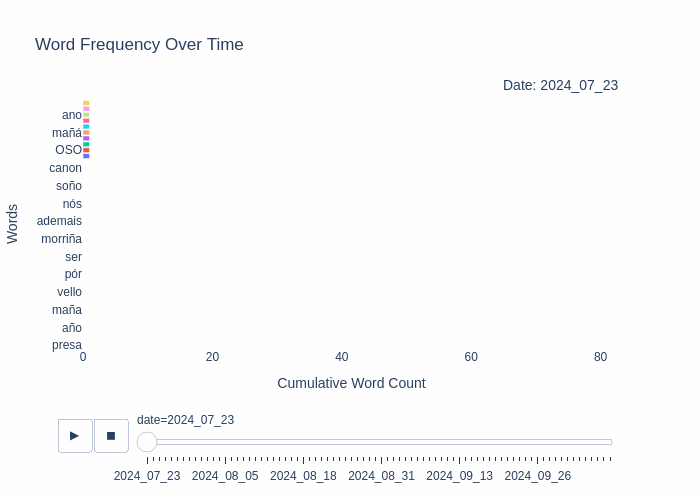 Word Frequency Over Time
Date: 2024_07_23
Words
ano
mañá
OSO
canon
soño
nós
ademais
morriña
ser
pór
vello
maña
año
presa
0 20 40 60 80
Cumulative Word Count
date=2024_07_23
2024_07_23 2024_08_05 2024_08_18 2024_08_31 2024_09_13 2024_09_26